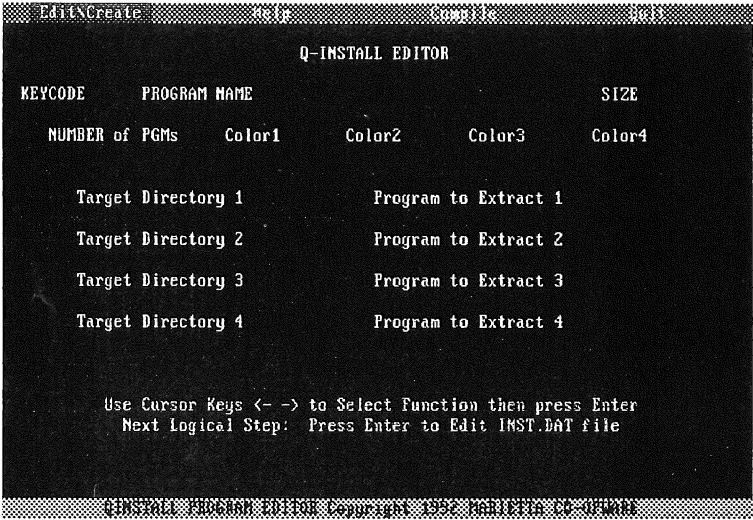 Edit\Create Help Compile Quit
Q-INSTALL EDITOR
KEYCODE PROGRAM NAME SIZE
NUMBER of PGMs Color1 Color2 Color3 Color4
Target Directory 1 Program to Extract 1
Target Directory 2 Program to Extract 2
Target Directory 3 Program to Extract 3
Target Directory 4 Program to Extract 4
Use Cursor Keys <- -> to Select Function then press Enter
Next Logical Step: Press Enter to Edit INST.DAT file
QINSTALL PROGRAM EDITOR Copyright 1992 MARIETTA CO-OPWARE